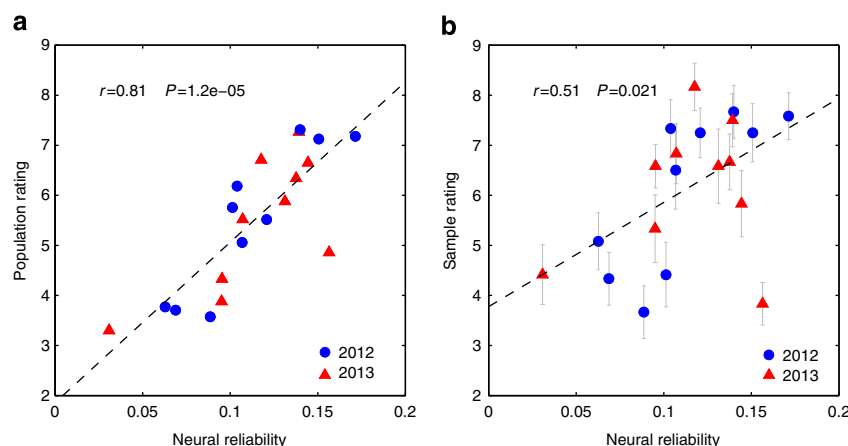 a
9
8
7
6
5
4
3
2
Population rating
r=0.81 P=1.2e−05
2012
2013
0 0.05 0.1 0.15 0.2
Neural reliability
b
9
8
7
6
5
4
3
2
Sample rating
r=0.51 P=0.021
2012
2013
0 0.05 0.1 0.15 0.2
Neural reliability